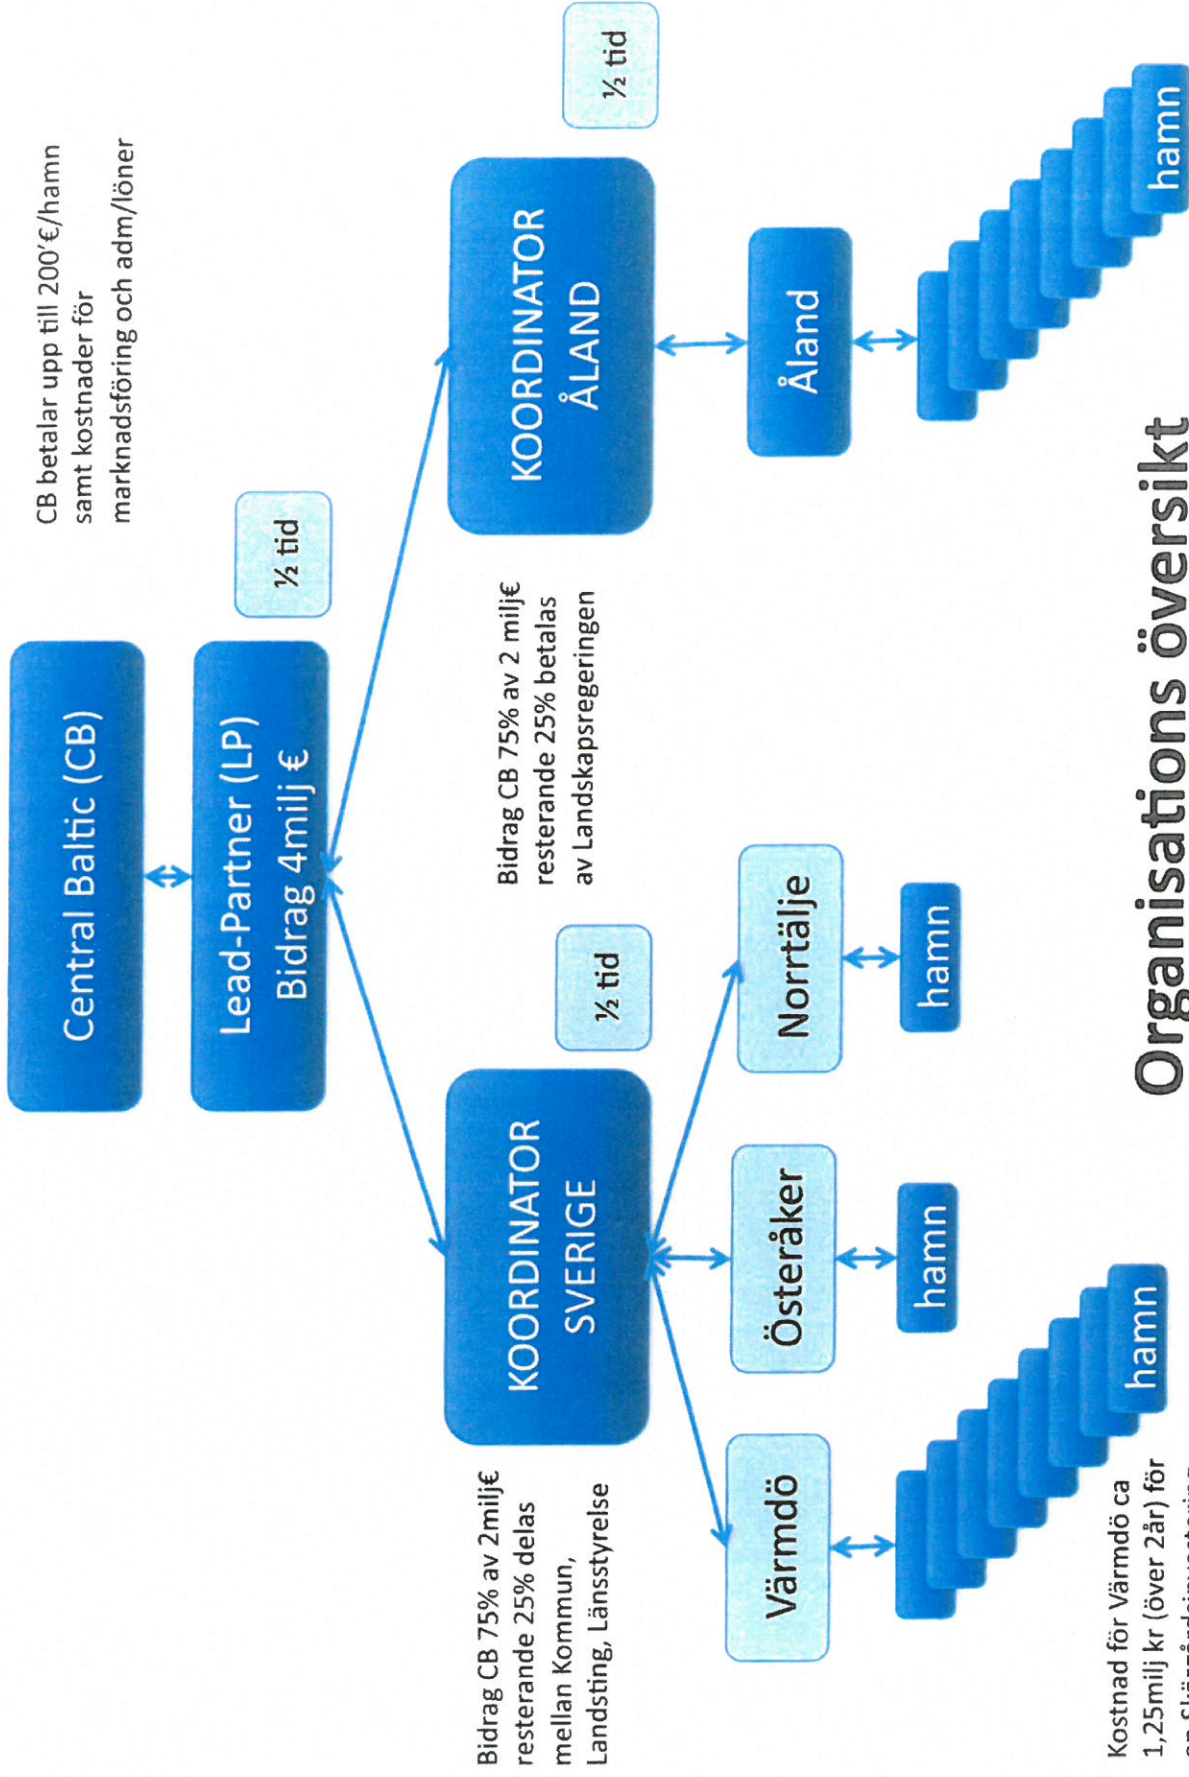 CB betalar upp till 200'€/hamn
samt kostnader för
marknadsföring och adm/löner
Central Baltic (CB)
Lead-Partner (LP)
Bidrag 4milj €
½ tid
KOORDINATOR
SVERIGE
½ tid
KOORDINATOR
ÅLAND
½ tid
Bidrag CB 75% av 2milj€
resterande 25% delas
mellan Kommun,
Landsting, Länsstyrelse
Bidrag CB 75% av 2 milj€
resterande 25% betalas
av Landskapsregeringen
Värmdö
Österåker
Norrtälje
Åland
hamn
hamn
hamn
hamn
Kostnad för Värmdö ca
1,25milj kr (över 2år) för
en Skärgårdsinvestering
Organisations översikt